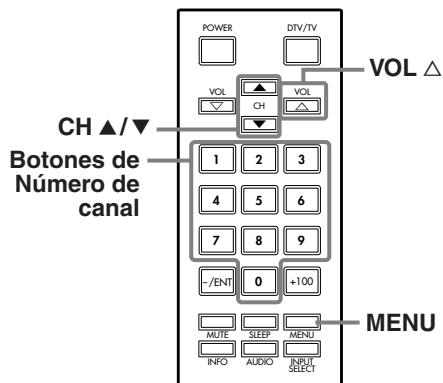 POWER DTV/TV
VOL △
VOL CH VOL
CH ▲/▼
Botones de
Número de
canal
1 2 3
4 5 6
7 8 9
–/ENT 0 +100
MENU
MUTE SLEEP MENU
INFO AUDIO INPUT
SELECT